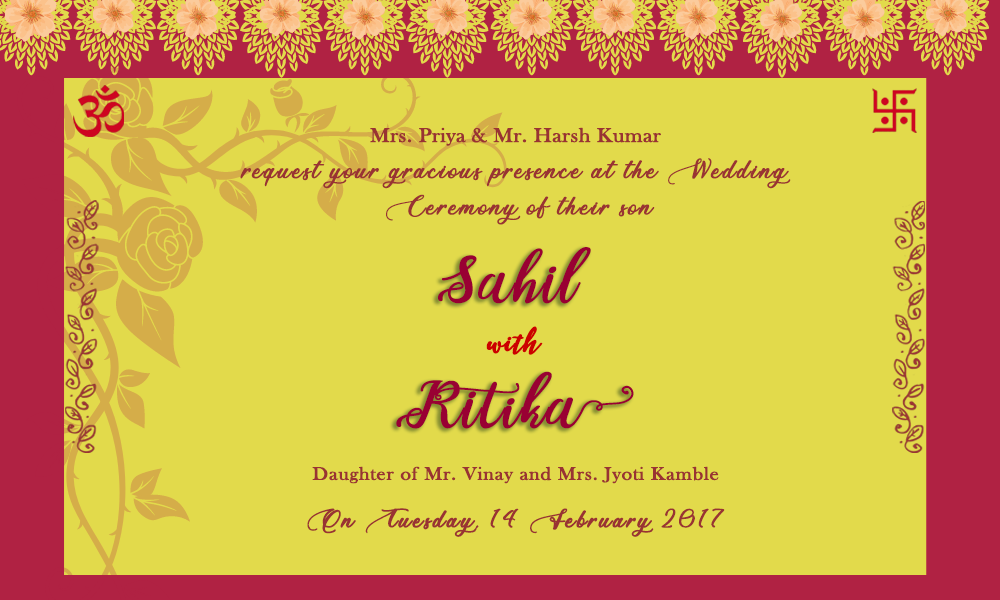 ॐ
Mrs. Priya & Mr. Harsh Kumar
request your gracious presence at the Wedding
Ceremony of their son
Sahil
with
Ritika
Daughter of Mr. Vinay and Mrs. Jyoti Kamble
On Tuesday, 14 February 2017